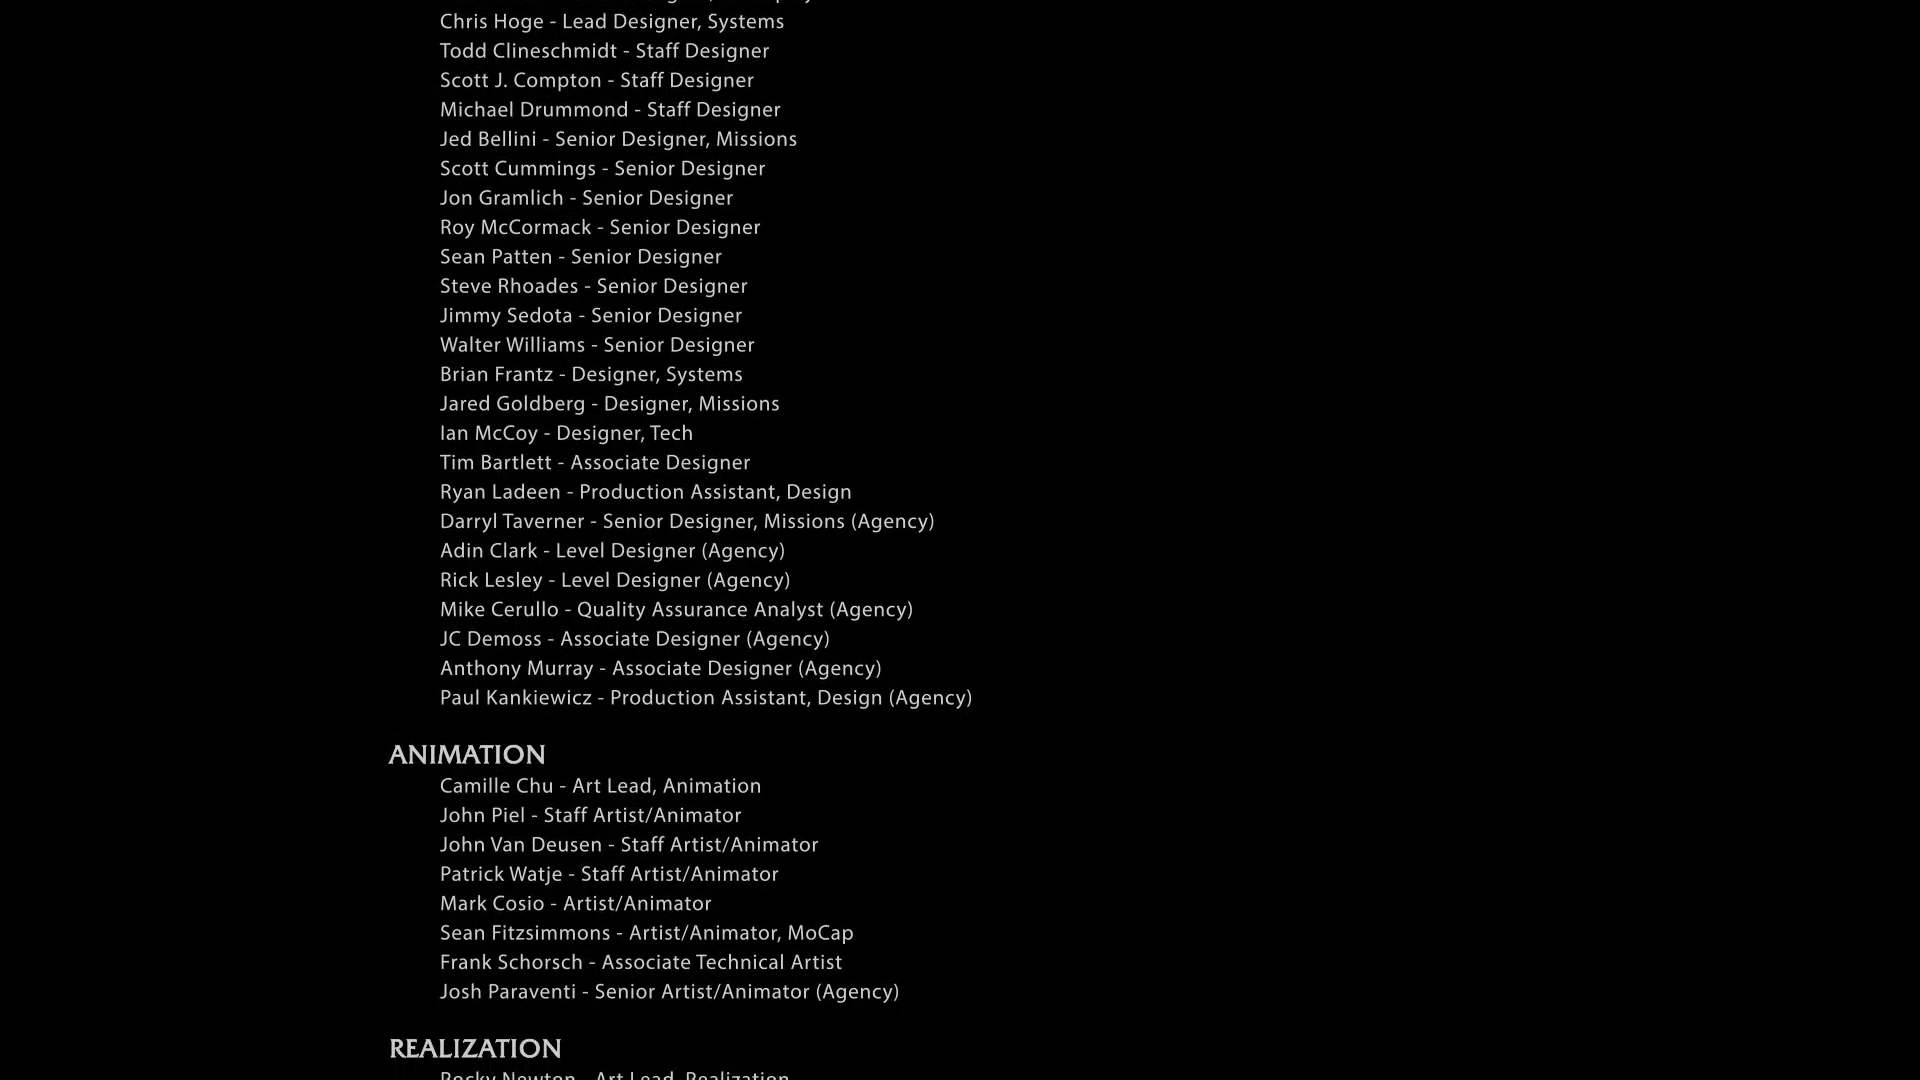 Chris Hoge - Lead Designer, Systems
Todd Clineschmidt - Staff Designer
Scott J. Compton - Staff Designer
Michael Drummond - Staff Designer
Jed Bellini - Senior Designer, Missions
Scott Cummings - Senior Designer
Jon Gramlich - Senior Designer
Roy McCormack - Senior Designer
Sean Patten - Senior Designer
Steve Rhoades - Senior Designer
Jimmy Sedota - Senior Designer
Walter Williams - Senior Designer
Brian Frantz - Designer, Systems
Jared Goldberg - Designer, Missions
Ian McCoy - Designer, Tech
Tim Bartlett - Associate Designer
Ryan Ladeen - Production Assistant, Design
Darryl Taverner - Senior Designer, Missions (Agency)
Adin Clark - Level Designer (Agency)
Rick Lesley - Level Designer (Agency)
Mike Cerullo - Quality Assurance Analyst (Agency)
JC Demoss - Associate Designer (Agency)
Anthony Murray - Associate Designer (Agency)
Paul Kankiewicz - Production Assistant, Design (Agency)
ANIMATION
Camille Chu - Art Lead, Animation
John Piel - Staff Artist/Animator
John Van Deusen - Staff Artist/Animator
Patrick Watje - Staff Artist/Animator
Mark Cosio - Artist/Animator
Sean Fitzsimmons - Artist/Animator, MoCap
Frank Schorsch - Associate Technical Artist
Josh Paraventi - Senior Artist/Animator (Agency)
REALIZATION
Rocky Newton - Art Lead, Realization